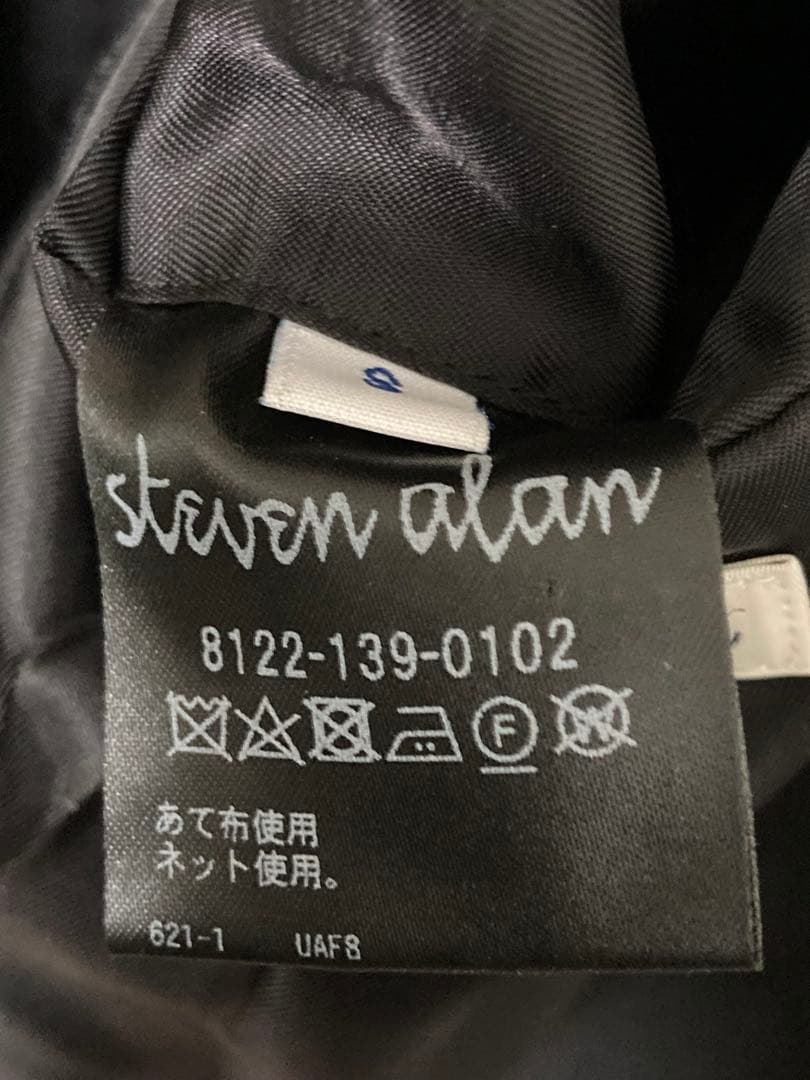 steven alan
8122-139-0102
F W
あて布使用
ネット使用。
621-1 UAF8